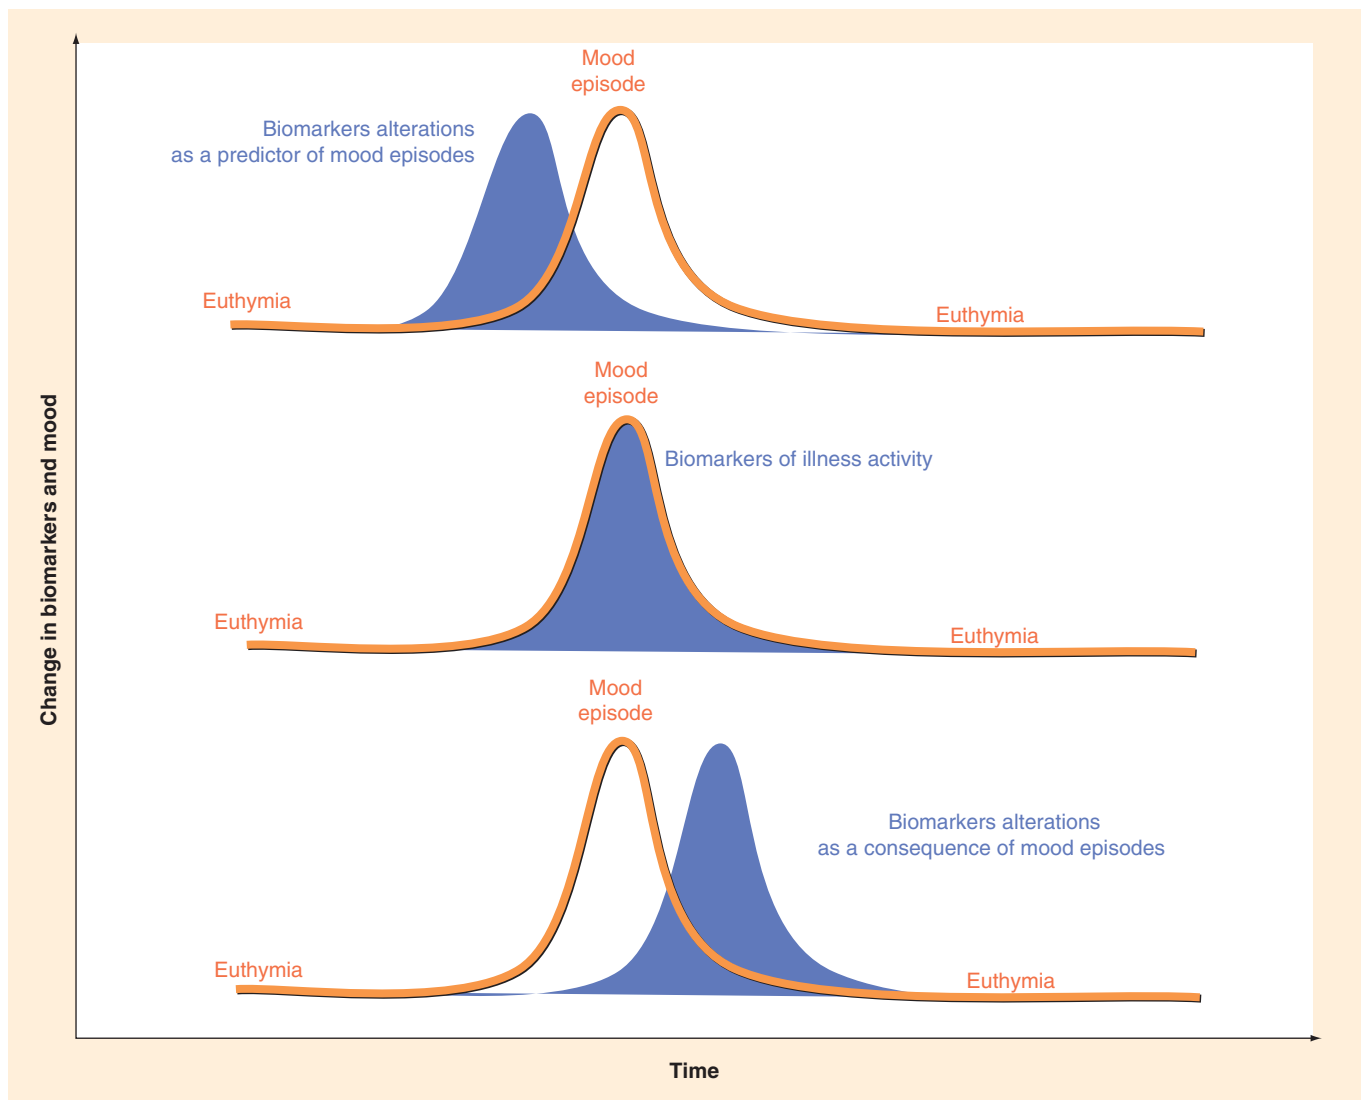 Mood
episode
Biomarkers alterations
as a predictor of mood episodes
Euthymia
Euthymia
Mood
episode
Biomarkers of illness activity
Euthymia
Euthymia
Mood
episode
Biomarkers alterations
as a consequence of mood episodes
Euthymia
Euthymia
Change in biomarkers and mood
Time